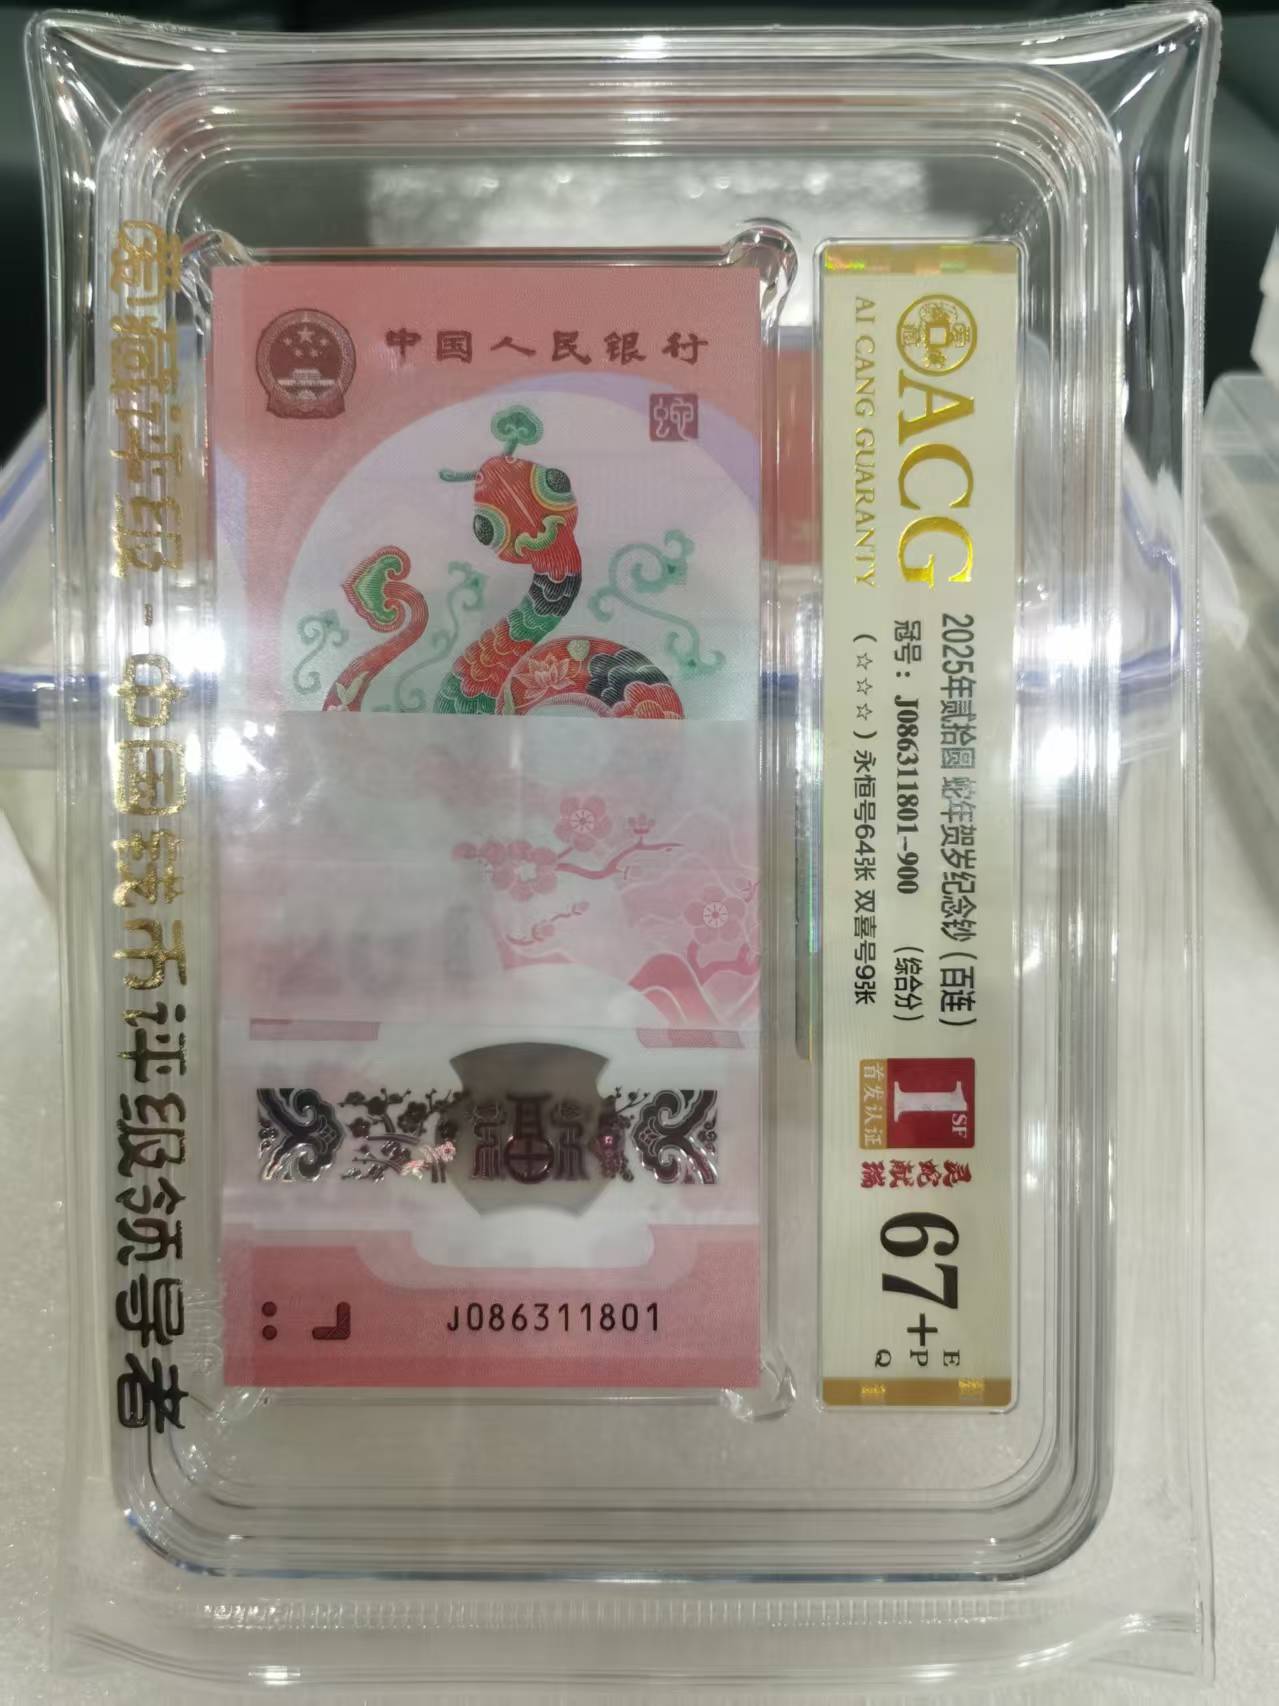 爱藏评级-中国钱币评级领导者
中国人民银行
蛇
J086311801
ACG
AI CANG GUARANTY
2025年贰拾圆 蛇年贺岁纪念钞（百连）
冠号：J086311801-900 （综合分）
（☆☆☆）永恒号64张 双喜号9张
1SF
首发认证
灵蛇献瑞
67+
E
P
Q